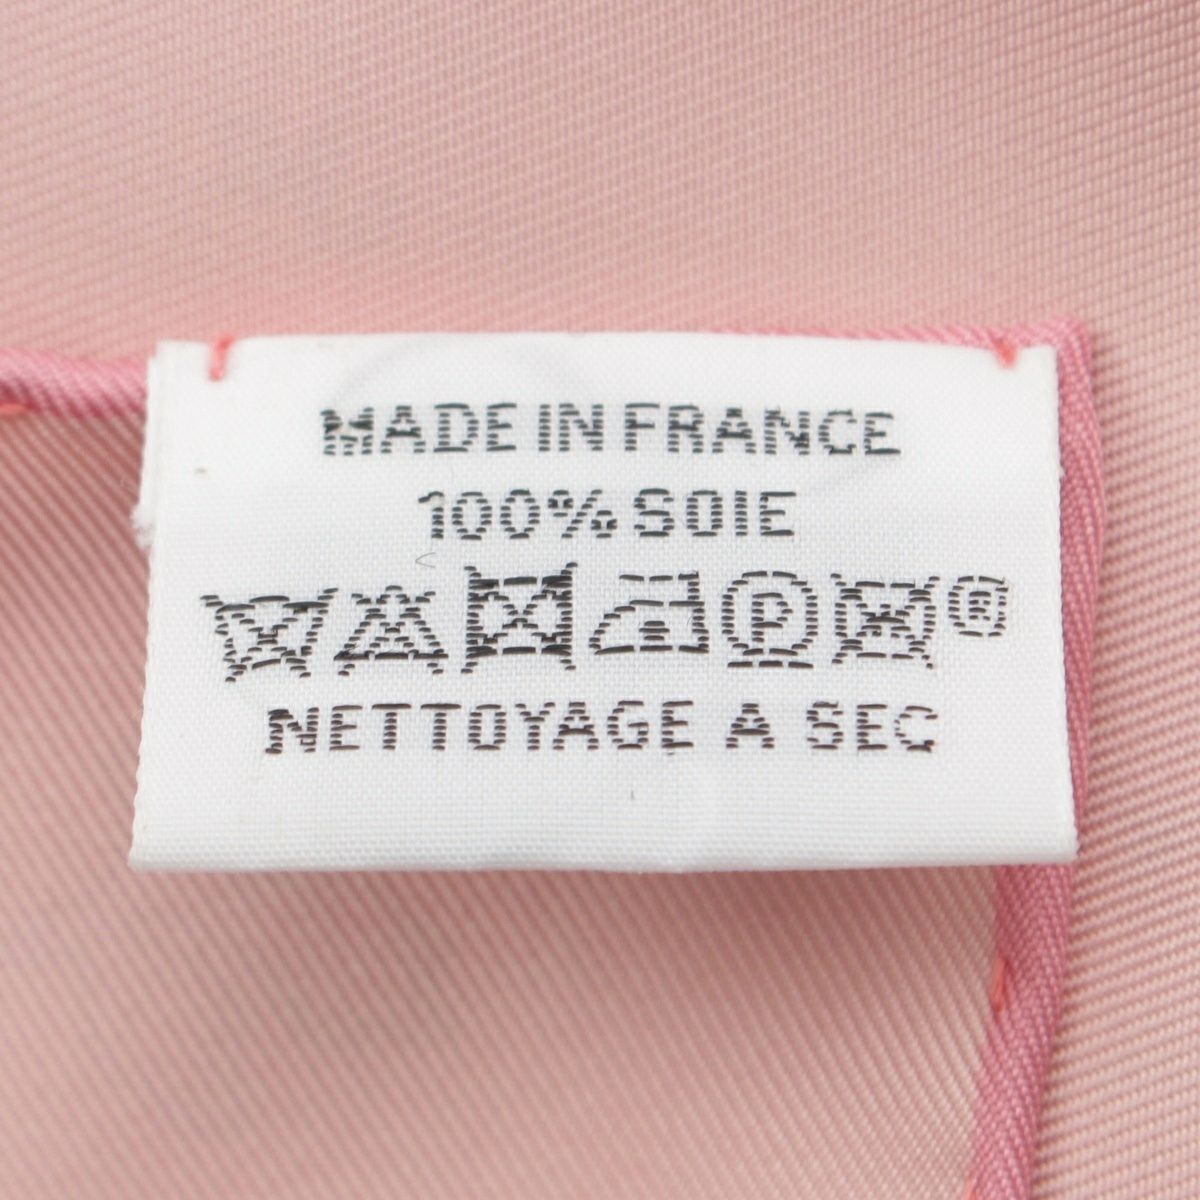 MADE IN FRANCE
100% SOIE
P ®
NETTOYAGE A SEC